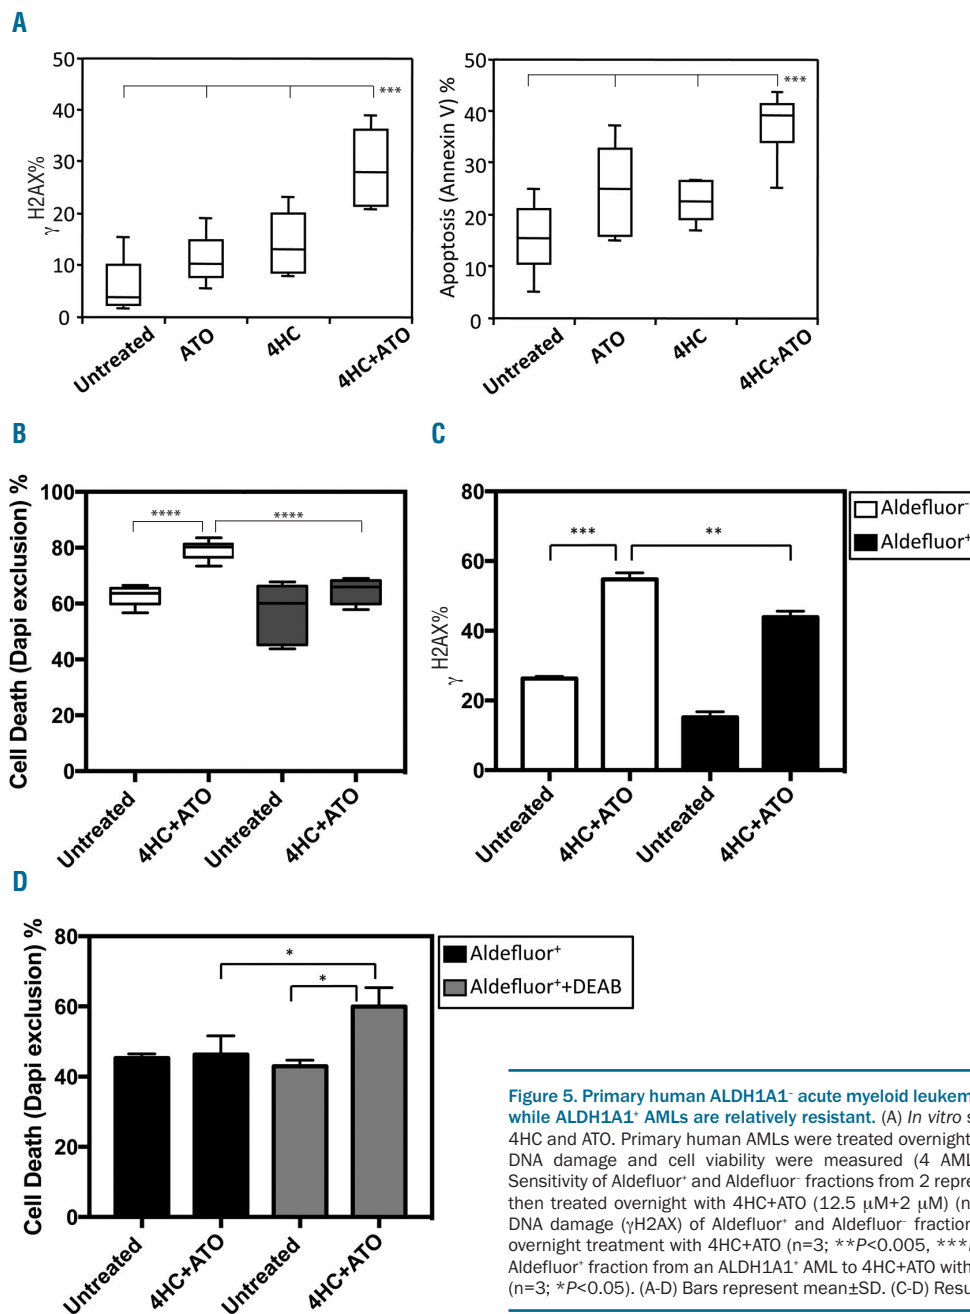 A
50
40
30
20
10
0
γ H2AX%
***
Untreated
ATO
4HC
4HC+ATO
50
40
30
20
10
0
Apoptosis (Annexin V) %
***
Untreated
ATO
4HC
4HC+ATO
B
100
80
60
40
20
0
Cell Death (Dapi exclusion) %
****
****
Untreated
4HC+ATO
Untreated
4HC+ATO
C
80
60
40
20
0
γ H2AX%
***
**
Untreated
4HC+ATO
Untreated
4HC+ATO
Aldefluor⁻
Aldefluor⁺
D
80
60
40
20
0
Cell Death (Dapi exclusion) %
*
*
Untreated
4HC+ATO
Untreated
4HC+ATO
Aldefluor⁺
Aldefluor⁺+DEAB
Figure 5. Primary human ALDH1A1⁻ acute myeloid leukem
while ALDH1A1⁺ AMLs are relatively resistant. (A) In vitro s
4HC and ATO. Primary human AMLs were treated overnight
DNA damage and cell viability were measured (4 AML
Sensitivity of Aldefluor⁺ and Aldefluor⁻ fractions from 2 repre
then treated overnight with 4HC+ATO (12.5 μM+2 μM) (n
DNA damage (γH2AX) of Aldefluor⁺ and Aldefluor⁻ fraction
overnight treatment with 4HC+ATO (n=3; **P<0.005, ***
Aldefluor⁺ fraction from an ALDH1A1⁺ AML to 4HC+ATO with
(n=3; *P<0.05). (A-D) Bars represent mean±SD. (C-D) Resu